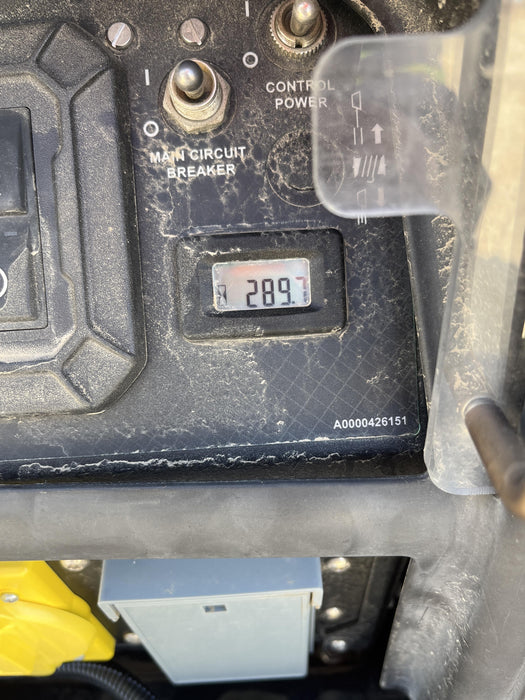 CONTROL
POWER
MAIN CIRCUIT
BREAKER
289.7
A0000426151